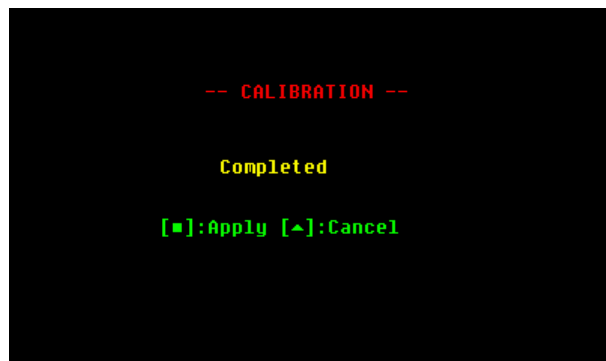 -- CALIBRATION --
Completed
[■]:Apply [▲]:Cancel